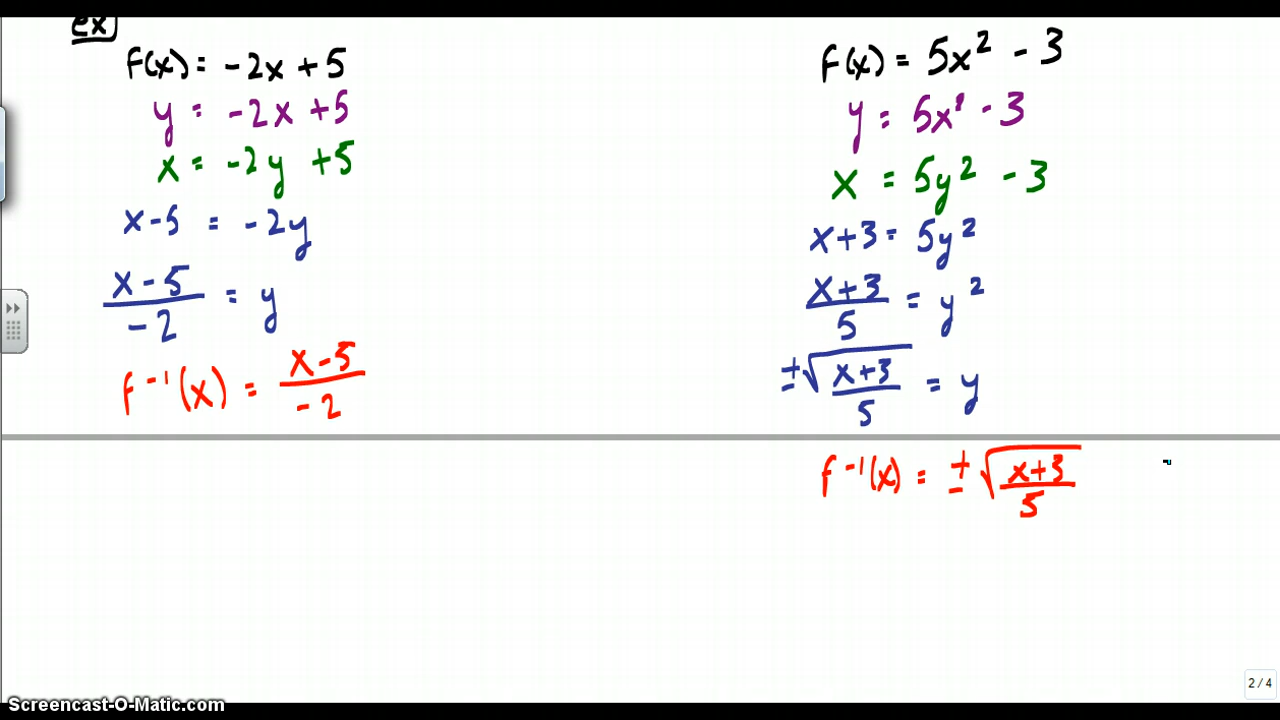 ex
f(x) = -2x + 5
y = -2x + 5
x = -2y + 5
x - 5 = -2y
x - 5 / -2 = y
f⁻¹(x) = x - 5 / -2
f(x) = 5x² - 3
y = 5x² - 3
x = 5y² - 3
x + 3 = 5y²
x + 3 / 5 = y²
±√(x + 3 / 5) = y
f⁻¹(x) = ±√(x + 3 / 5)
2 / 4
Screencast-O-Matic.com